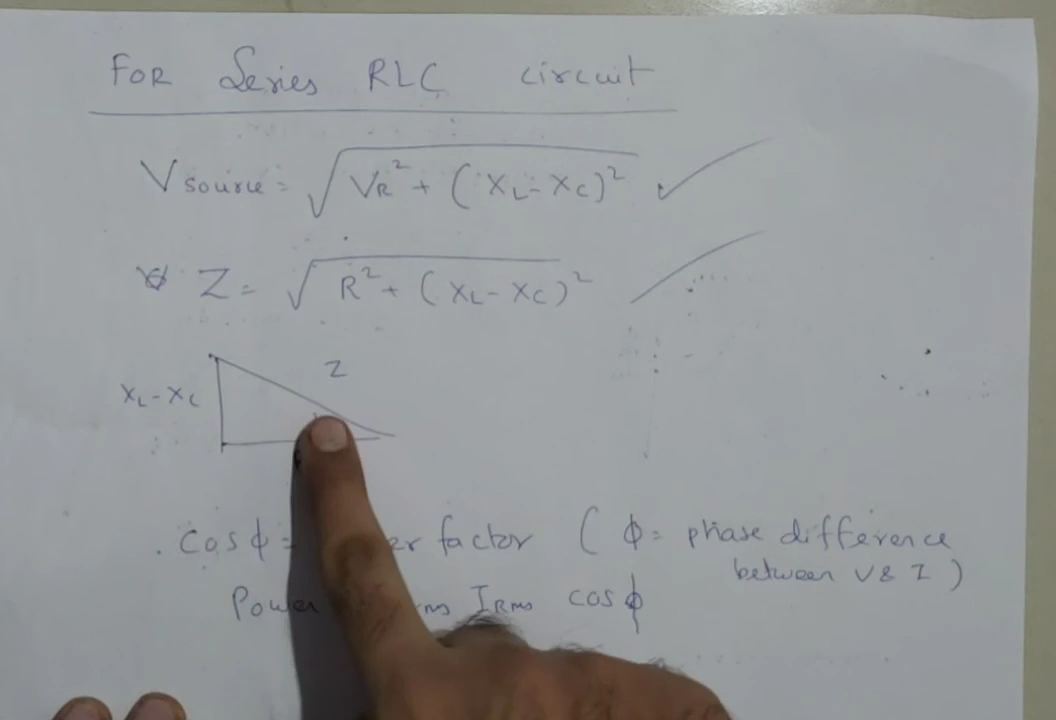 FOR Series RLC circuit
Vsource = √(VR² + (XL - XC)²) ✓
Z = √(R² + (XL - XC)²)
Z
XL - XC
cos ϕ = er factor ( ϕ = phase difference
between V & I )
Power ms IRms cos ϕ